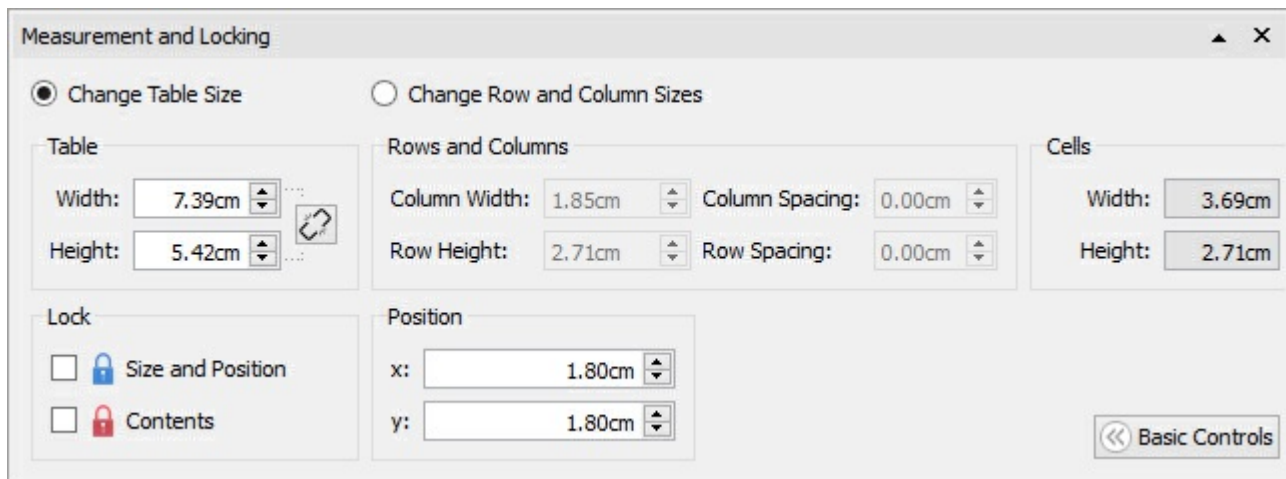 Measurement and Locking
Change Table Size Change Row and Column Sizes
Table Rows and Columns Cells
Width: 7.39cm Column Width: 1.85cm Column Spacing: 0.00cm Width: 3.69cm
Height: 5.42cm Row Height: 2.71cm Row Spacing: 0.00cm Height: 2.71cm
Lock Position
Size and Position x: 1.80cm
Contents y: 1.80cm
Basic Controls